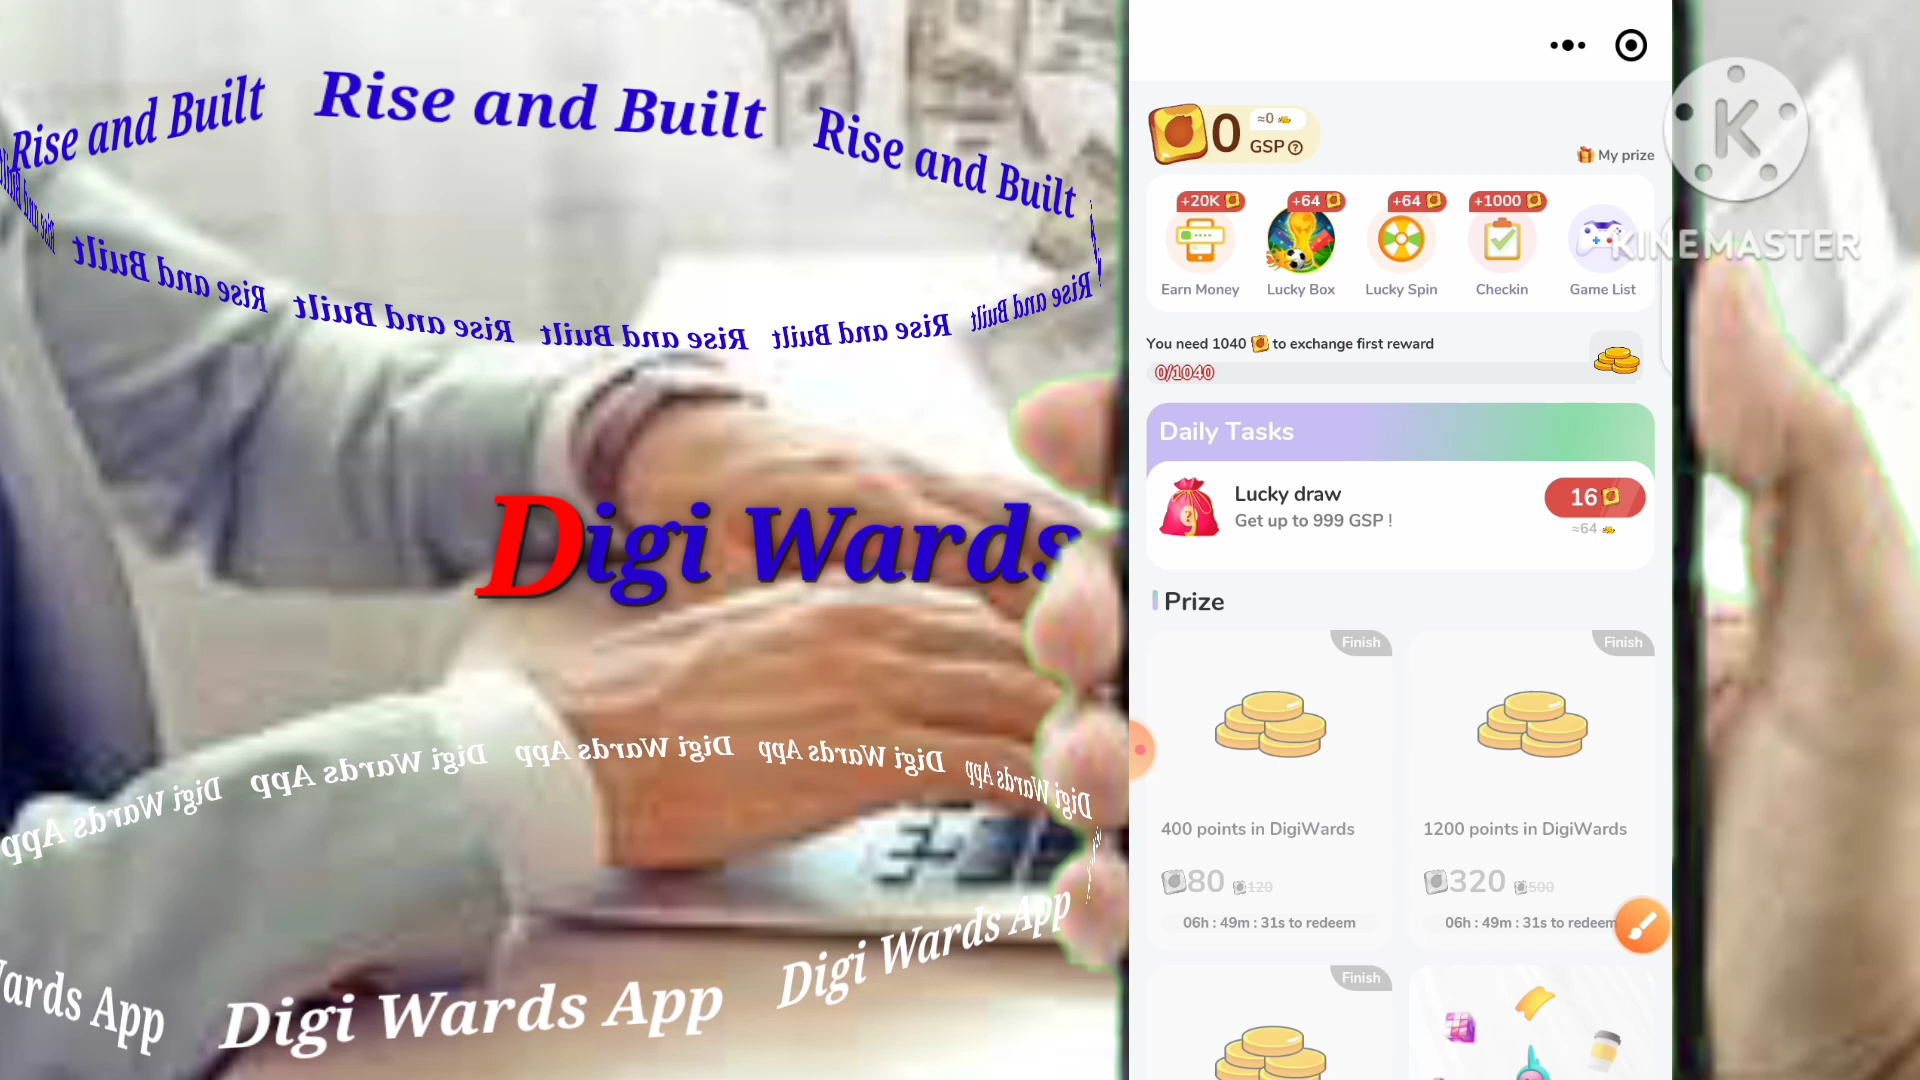 Rise and Built Rise and Built Rise and Built
Rise and Built Rise and Built Rise and Built Rise and Built Rise and Built Rise and Built
Digi Wards
Digi Wards App Digi Wards App Digi Wards App Digi Wards App Digi Wards App
Wards App Digi Wards App Digi Wards App
0
≈0
GSP ?
My prize
+20K +64 +64 +1000
Earn Money Lucky Box Lucky Spin Checkin Game List
K
KINEMASTER
You need 1040 to exchange first reward
0/1040
Daily Tasks
Lucky draw
Get up to 999 GSP !
16
≈64
Prize
Finish Finish
400 points in DigiWards 1200 points in DigiWards
80 120 320 500
06h : 49m : 31s to redeem 06h : 49m : 31s to redeem
Finish